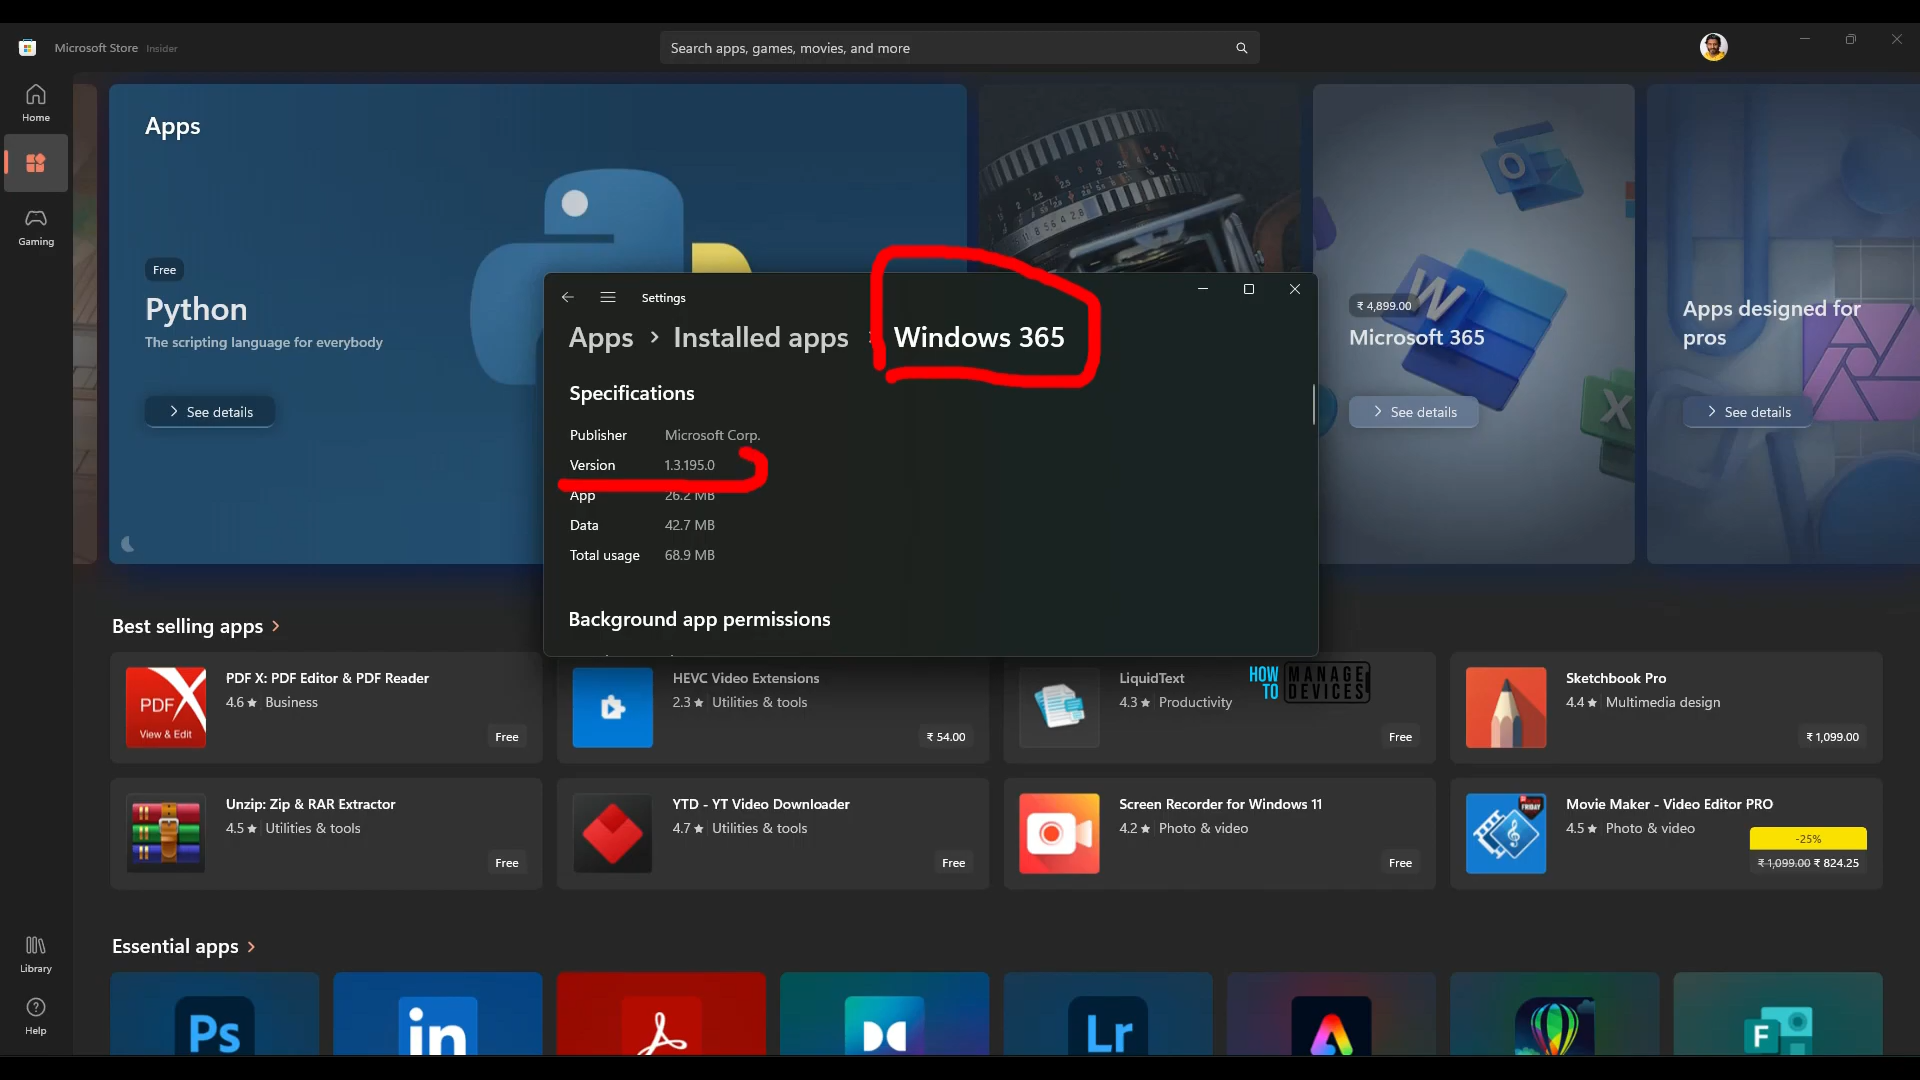 Microsoft Store Insider
Search apps, games, movies, and more
Home
Gaming
Library
Help
Apps
Free
Python
The scripting language for everybody
See details
₹ 4,899.00
Microsoft 365
See details
Apps designed for
pros
See details
Settings
Apps > Installed apps > Windows 365
Specifications
Publisher Microsoft Corp.
Version 1.3.195.0
App 26.2 MB
Data 42.7 MB
Total usage 68.9 MB
Background app permissions
HOW
TO
MANAGE
DEVICES
Best selling apps >
PDF X: PDF Editor & PDF Reader
4.6 ★ Business
Free
PDF X
View & Edit
HEVC Video Extensions
2.3 ★ Utilities & tools
₹ 54.00
LiquidText
4.3 ★ Productivity
Free
Sketchbook Pro
4.4 ★ Multimedia design
₹ 1,099.00
Unzip: Zip & RAR Extractor
4.5 ★ Utilities & tools
Free
YTD - YT Video Downloader
4.7 ★ Utilities & tools
Free
Screen Recorder for Windows 11
4.2 ★ Photo & video
Free
Movie Maker - Video Editor PRO
4.5 ★ Photo & video
-25%
₹ 1,099.00 ₹ 824.25
Essential apps >
Ps
in
Lr
F